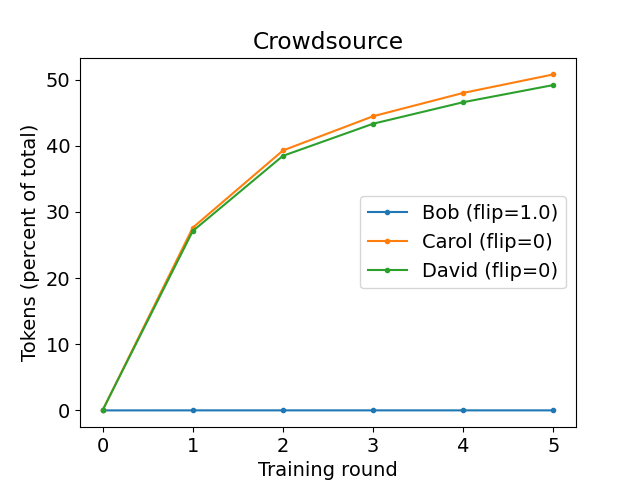 Crowdsource
Tokens (percent of total)
50
40
30
20
10
0
Bob (flip=1.0)
Carol (flip=0)
David (flip=0)
0 1 2 3 4 5
Training round